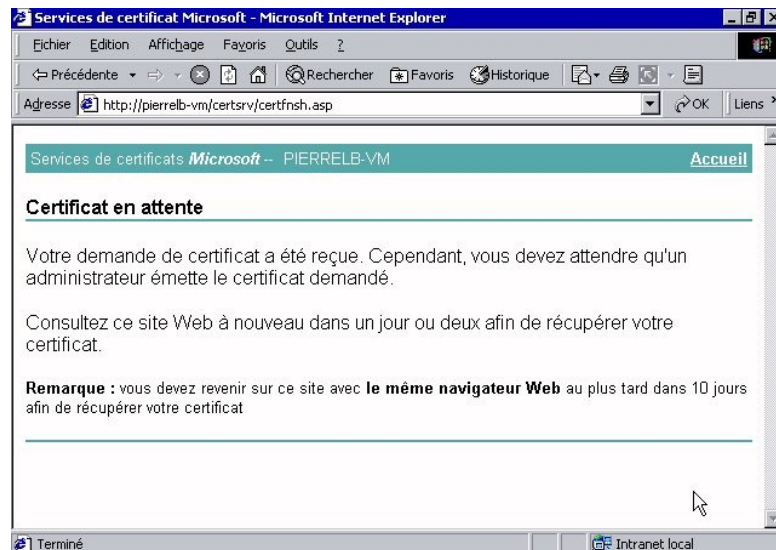 Services de certificat Microsoft - Microsoft Internet Explorer
Fichier Edition Affichage Favoris Outils ?
Précédente Rechercher Favoris Historique
Adresse http://pierrelb-vm/certsrv/certfnsh.asp OK Liens
Services de certificats Microsoft -- PIERRELB-VM Accueil
Certificat en attente
Votre demande de certificat a été reçue. Cependant, vous devez attendre qu'un
administrateur émette le certificat demandé.
Consultez ce site Web à nouveau dans un jour ou deux afin de récupérer votre
certificat.
Remarque : vous devez revenir sur ce site avec le même navigateur Web au plus tard dans 10 jours
afin de récupérer votre certificat
Terminé Intranet local